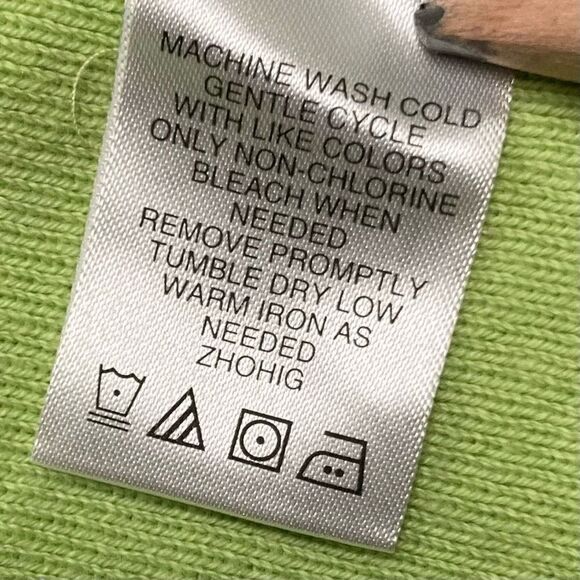 MACHINE WASH COLD
GENTLE CYCLE
WITH LIKE COLORS
ONLY NON-CHLORINE
BLEACH WHEN
NEEDED
REMOVE PROMPTLY
TUMBLE DRY LOW
WARM IRON AS
NEEDED
ZHOHIG